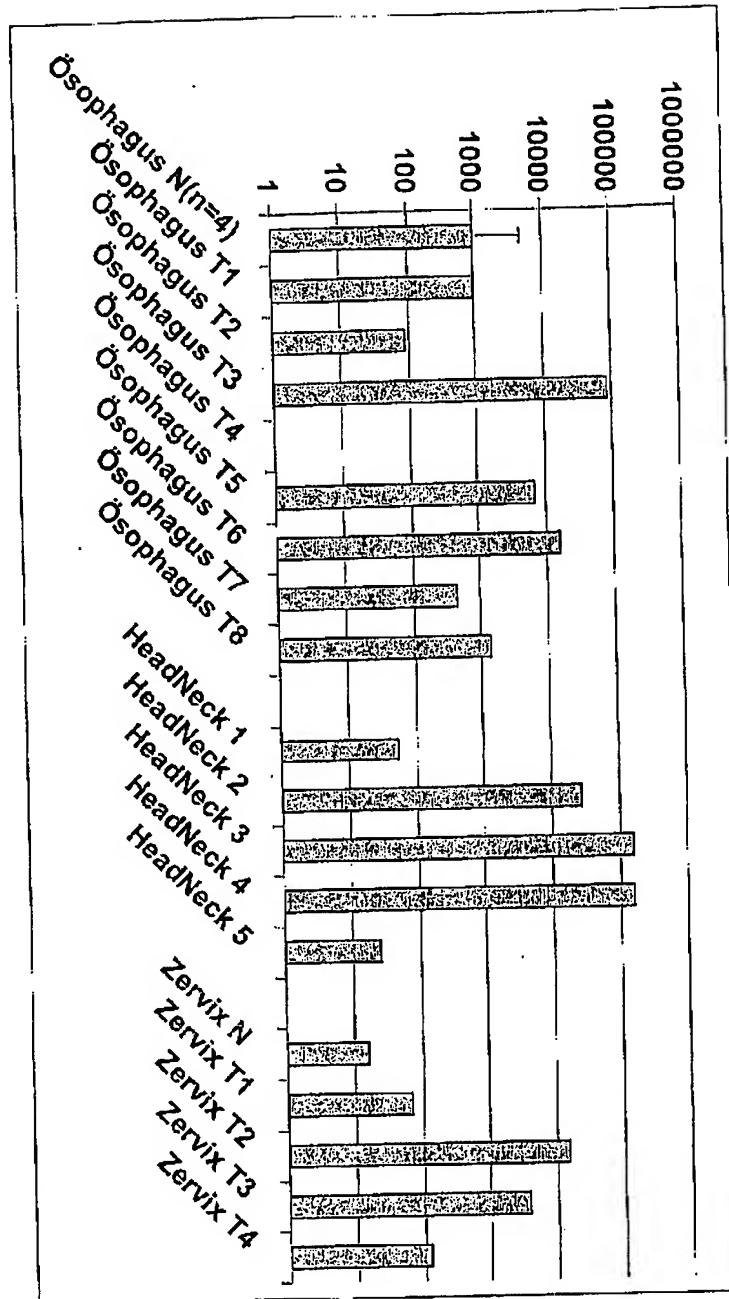 1000000
100000
10000
1000
100
10
1
Ösophagus N(n=4)
Ösophagus T1
Ösophagus T2
Ösophagus T3
Ösophagus T4
Ösophagus T5
Ösophagus T6
Ösophagus T7
Ösophagus T8
HeadNeck 1
HeadNeck 2
HeadNeck 3
HeadNeck 4
HeadNeck 5
Zervix N
Zervix T1
Zervix T2
Zervix T3
Zervix T4